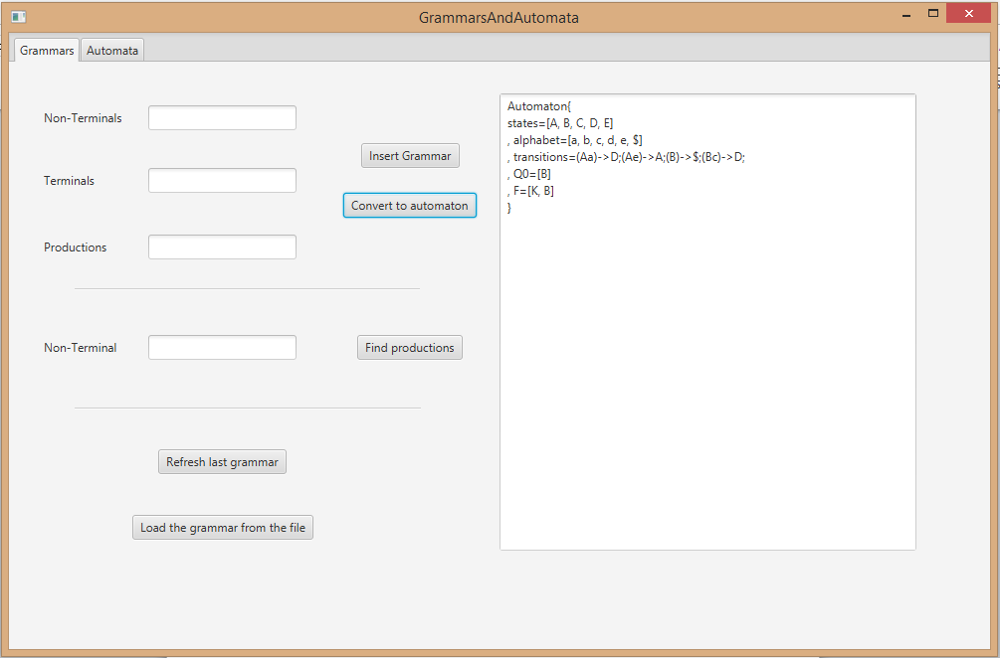 GrammarsAndAutomata
Grammars Automata
Non-Terminals
Insert Grammar
Terminals
Convert to automaton
Productions
Non-Terminal
Find productions
Refresh last grammar
Load the grammar from the file
Automaton{
states=[A, B, C, D, E]
, alphabet=[a, b, c, d, e, $]
, transitions=(Aa)->D;(Ae)->A;(B)->$;(Bc)->D;
, Q0=[B]
, F=[K, B]
}